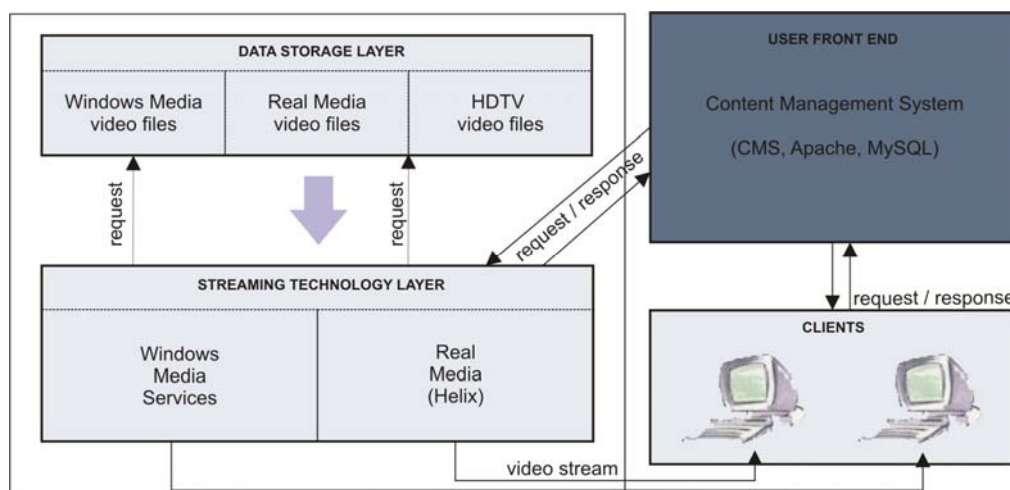 DATA STORAGE LAYER
Windows Media
video files
Real Media
video files
HDTV
video files
request
request
STREAMING TECHNOLOGY LAYER
Windows
Media
Services
Real
Media
(Helix)
request / response
USER FRONT END
Content Management System
(CMS, Apache, MySQL)
request / response
CLIENTS
video stream